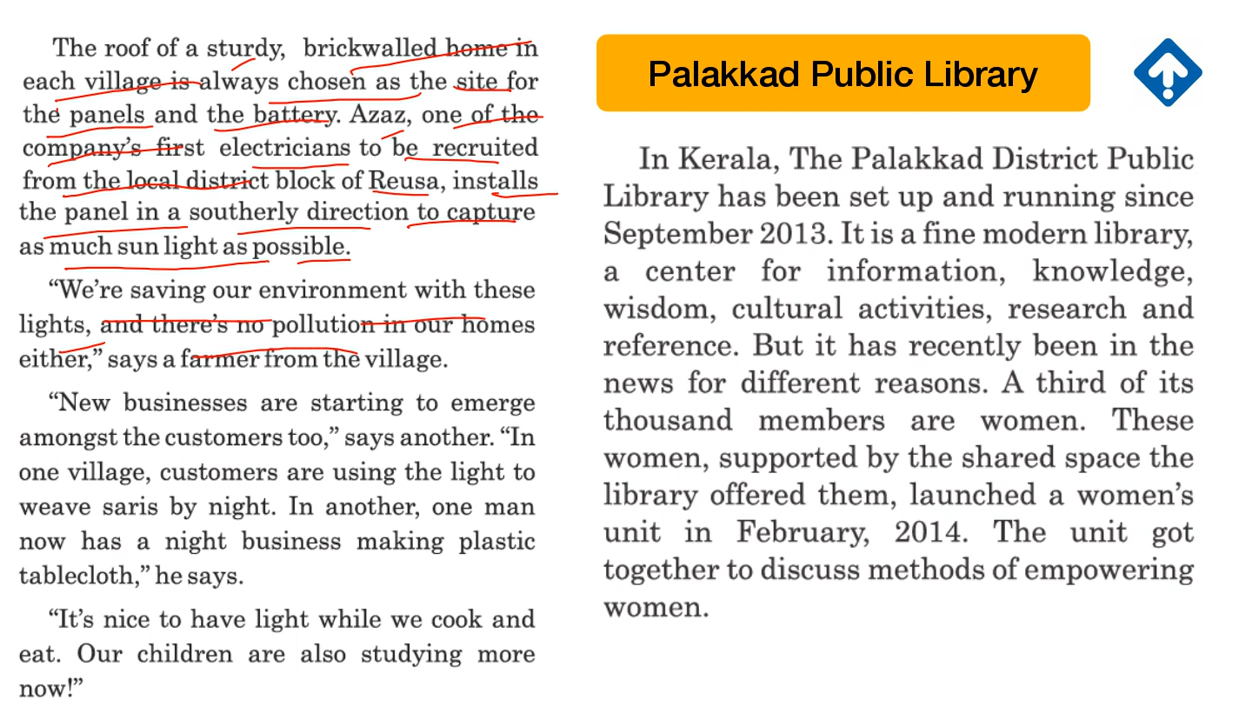 The roof of a sturdy, brickwalled home in
each village is always chosen as the site for
the panels and the battery. Azaz, one of the
company's first electricians to be recruited
from the local district block of Reusa, installs
the panel in a southerly direction to capture
as much sun light as possible.
“We're saving our environment with these
lights, and there's no pollution in our homes
either,” says a farmer from the village.
“New businesses are starting to emerge
amongst the customers too,” says another. “In
one village, customers are using the light to
weave saris by night. In another, one man
now has a night business making plastic
tablecloth,” he says.
“It's nice to have light while we cook and
eat. Our children are also studying more
now!”
Palakkad Public Library
In Kerala, The Palakkad District Public
Library has been set up and running since
September 2013. It is a fine modern library,
a center for information, knowledge,
wisdom, cultural activities, research and
reference. But it has recently been in the
news for different reasons. A third of its
thousand members are women. These
women, supported by the shared space the
library offered them, launched a women's
unit in February, 2014. The unit got
together to discuss methods of empowering
women.